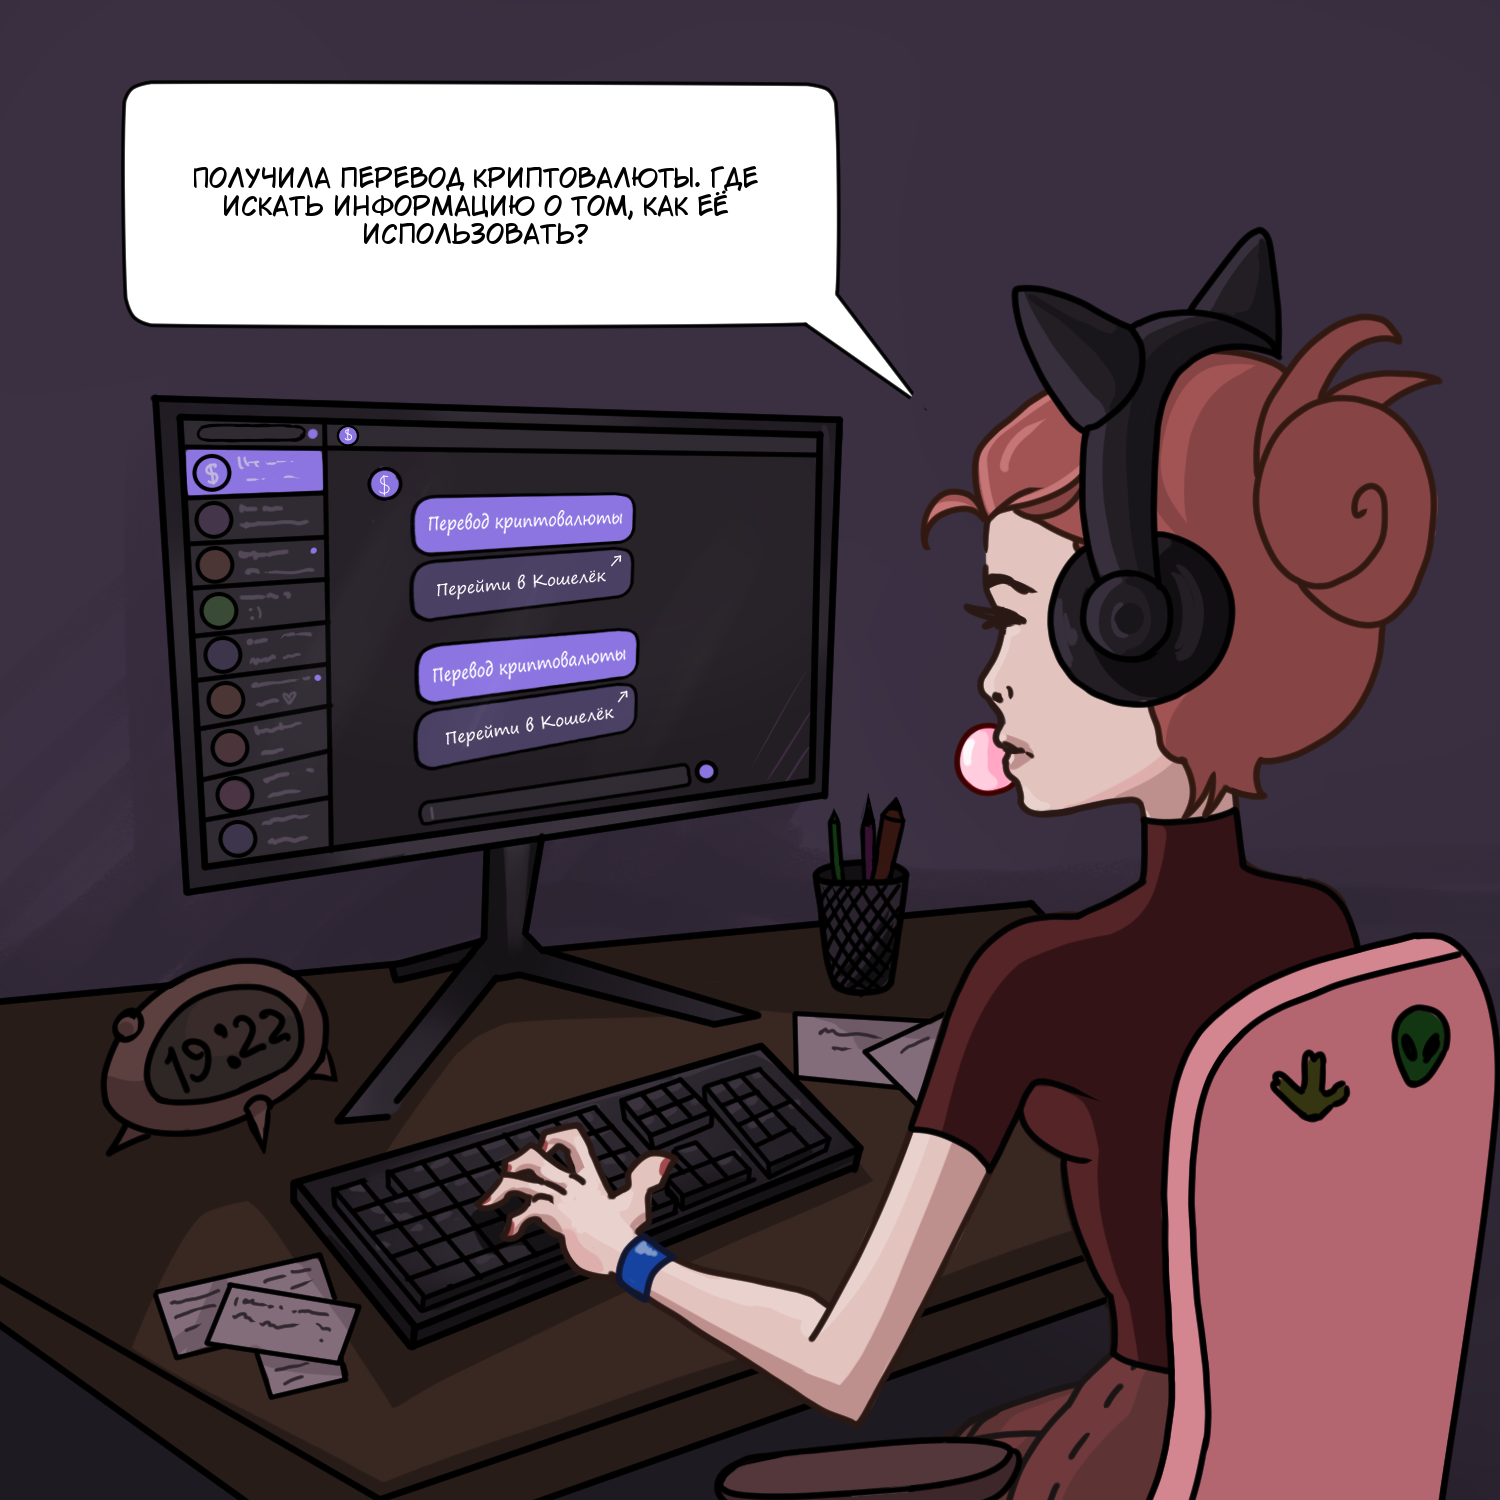 ПОЛУЧИЛА ПЕРЕВОД КРИПТОВАЛЮТЫ. ГДЕ
ИСКАТЬ ИНФОРМАЦИЮ О ТОМ, КАК ЕЁ
ИСПОЛЬЗОВАТЬ?
$
$
$
Перевод криптовалюты
Перейти в Кошелёк
:)
Перевод криптовалюты
Перейти в Кошелёк
19:22